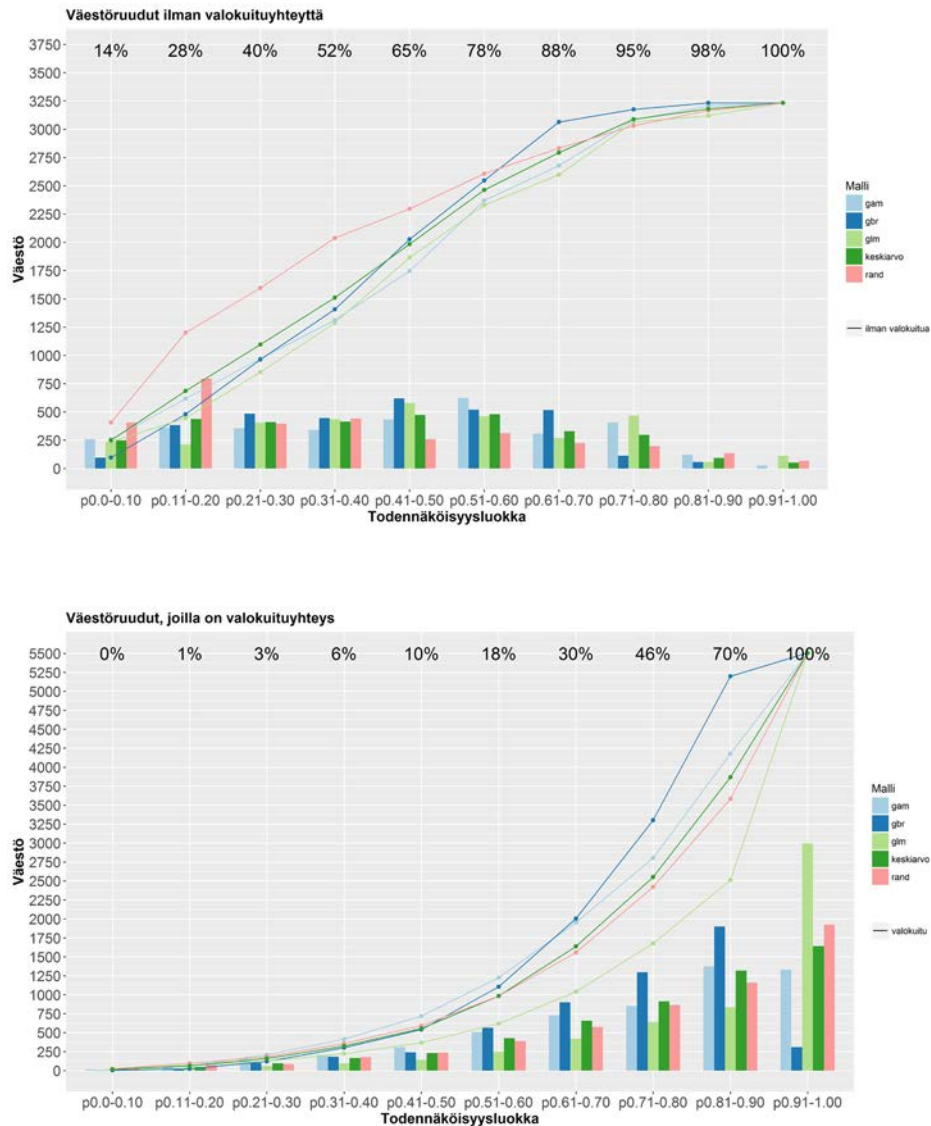 Väestöruudut ilman valokuituyhteyttä
14% 28% 40% 52% 65% 78% 88% 95% 98% 100%
3750
3500
3250
3000
2750
2500
2250
2000
1750
1500
1250
1000
750
500
250
0
Väestö
p0.0-0.10 p0.11-0.20 p0.21-0.30 p0.31-0.40 p0.41-0.50 p0.51-0.60 p0.61-0.70 p0.71-0.80 p0.81-0.90 p0.91-1.00
Todennäköisyysluokka
Malli
gam
gbr
glm
keskiarvo
rand
ilman valokuitua
Väestöruudut, joilla on valokuituyhteys
0% 1% 3% 6% 10% 18% 30% 46% 70% 100%
5500
5250
5000
4750
4500
4250
4000
3750
3500
3250
3000
2750
2500
2250
2000
1750
1500
1250
1000
750
500
250
0
Väestö
p0.0-0.10 p0.11-0.20 p0.21-0.30 p0.31-0.40 p0.41-0.50 p0.51-0.60 p0.61-0.70 p0.71-0.80 p0.81-0.90 p0.91-1.00
Todennäköisyysluokka
Malli
gam
gbr
glm
keskiarvo
rand
valokuitu